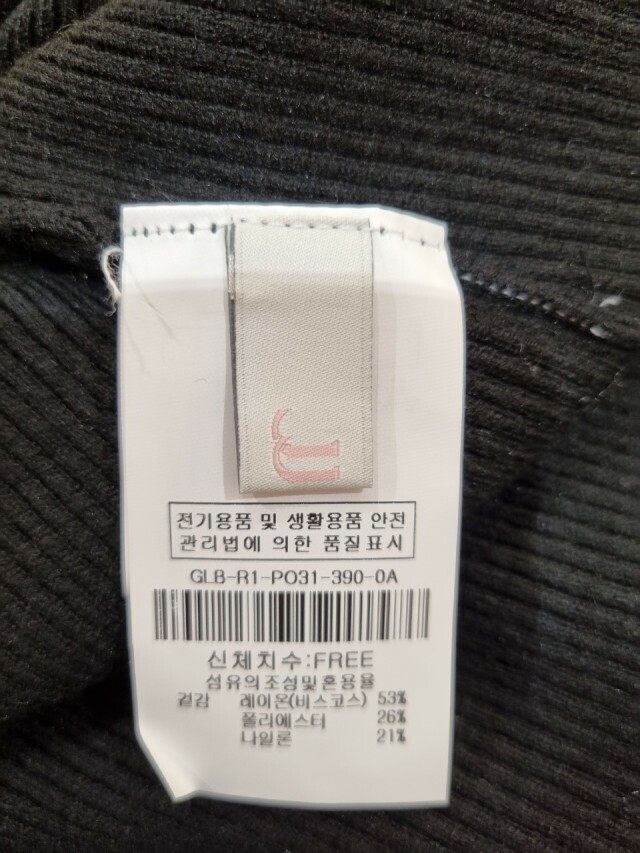 전기용품 및 생활용품 안전
관리법에 의한 품질표시
GLB-R1-PO31-390-0A
신체치수:FREE
섬유의조성및혼용율
겉감 레이온(비스코스) 53%
폴리에스터 26%
나일론 21%